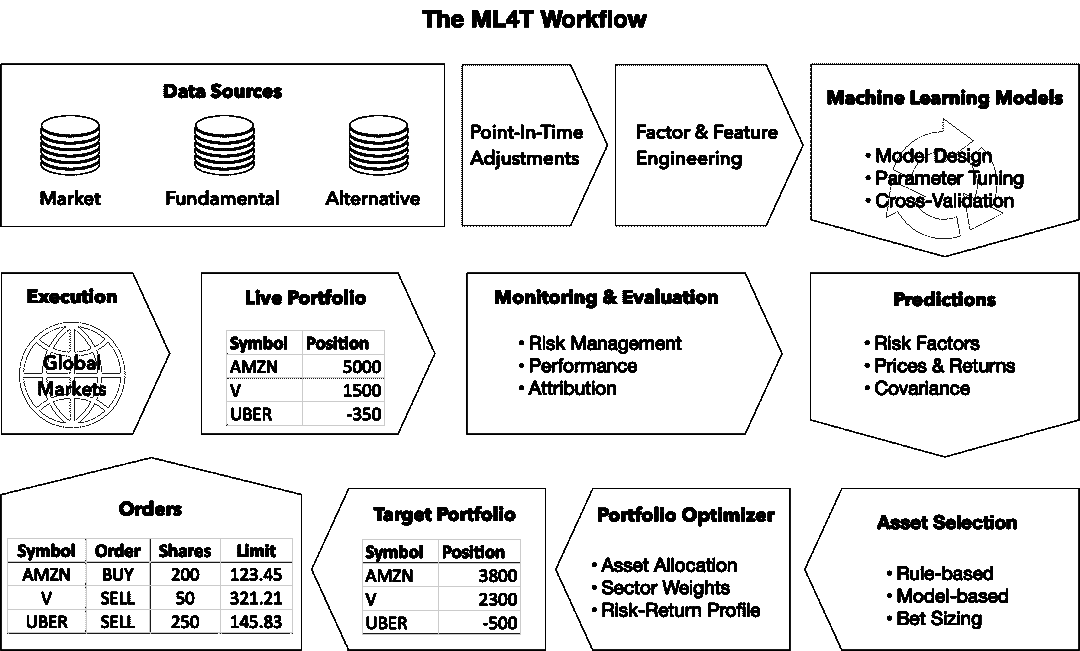 The ML4T Workflow
Data Sources
Market Fundamental Alternative
Point-In-Time
Adjustments
Factor & Feature
Engineering
Machine Learning Models
• Model Design
• Parameter Tuning
• Cross-Validation
Execution
Global
Markets
Live Portfolio
Symbol Position
AMZN 5000
V 1500
UBER -350
Monitoring & Evaluation
• Risk Management
• Performance
• Attribution
Predictions
• Risk Factors
• Prices & Returns
• Covariance
Orders
Symbol Order Shares Limit
AMZN BUY 200 123.45
V SELL 50 321.21
UBER SELL 250 145.83
Target Portfolio
Symbol Position
AMZN 3800
V 2300
UBER -500
Portfolio Optimizer
• Asset Allocation
• Sector Weights
• Risk-Return Profile
Asset Selection
• Rule-based
• Model-based
• Bet Sizing